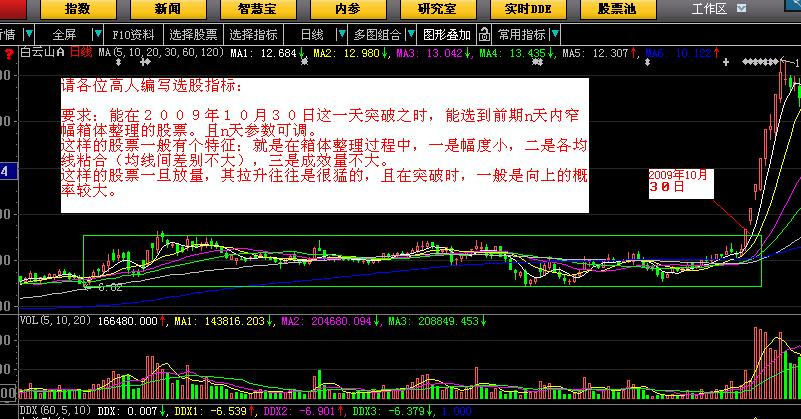 指数 新闻 智慧宝 内参 研究室 实时DDE 股票池 工作区
情 全屏 F10资料 选择股票 选择指标 日线 多图组合 图形叠加 常用指标
? 白云山A 日线 MA(5,10,20,30,60,120) MA1: 12.684↓, MA2: 12.980↓, MA3: 13.042↓, MA4: 13.435↓, MA5: 12.307↑, MA6: 10.122↑
请各位高人编写选股指标:
要求:能在2009年10月30日这一天突破之时,能选到前期n天内窄
幅箱体整理的股票。且n天参数可调。
这样的股票一般有个特征:就是在箱体整理过程中,一是幅度小,二是各均
线粘合(均线间差别不大),三是成效量不大。
这样的股票一旦放量,其拉升往往是很猛的,且在突破时,一般是向上的概
率较大。
4
2009年10月
30日
8.02
VOL(5,10,20) 166480.000↑, MA1: 143816.203↓, MA2: 204680.094↓, MA3: 208849.453↓
DDX(60,5,10) DDX: 0.007↓, DDX1: -6.539↑, DDX2: -6.901↑, DDX3: -6.379↓, 1.000